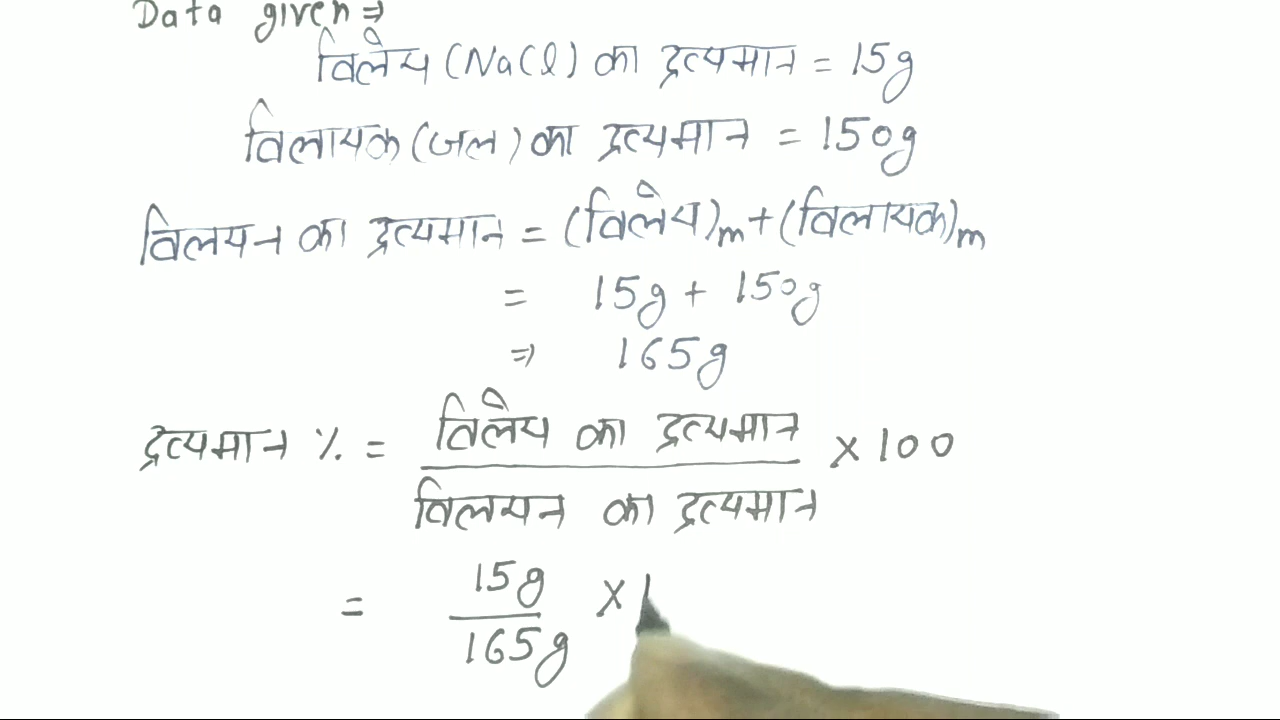 Data given ⇒
विलेय (NaCl) का द्रव्यमान = 15g
विलायक (जल) का द्रव्यमान = 150g
विलयन का द्रव्यमान = (विलेय)m + (विलायक)m
= 15g + 150g
⇒ 165g
द्रव्यमान % = विलेय का द्रव्यमान × 100
विलयन का द्रव्यमान
= 15g × 1
165g